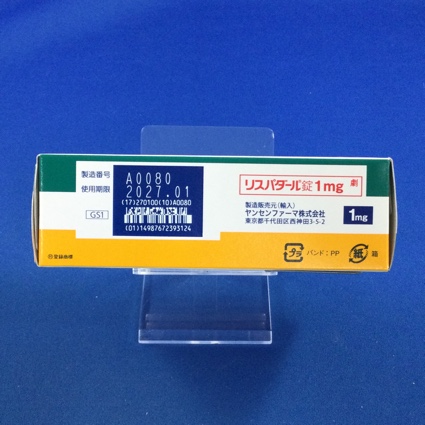 製造番号 A0080
使用期限 2027.01
(17)270100(10)A0080
GS1
(01)14987672393124
リスパダール錠1mg 劇
製造販売元(輸入)
ヤンセンファーマ株式会社
東京都千代田区西神田3-5-2
1mg
プラ バンド:PP 紙 箱
Ⓡ登録商標